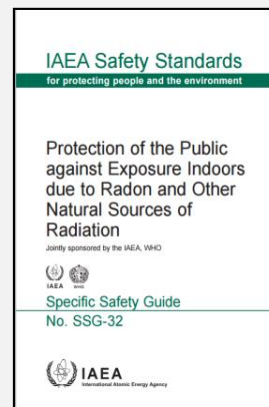 IAEA Safety Standards
for protecting people and the environment
Protection of the Public
against Exposure Indoors
due to Radon and Other
Natural Sources of
Radiation
Jointly sponsored by the IAEA, WHO
IAEA
Specific Safety Guide
No. SSG-32
IAEA
International Atomic Energy Agency